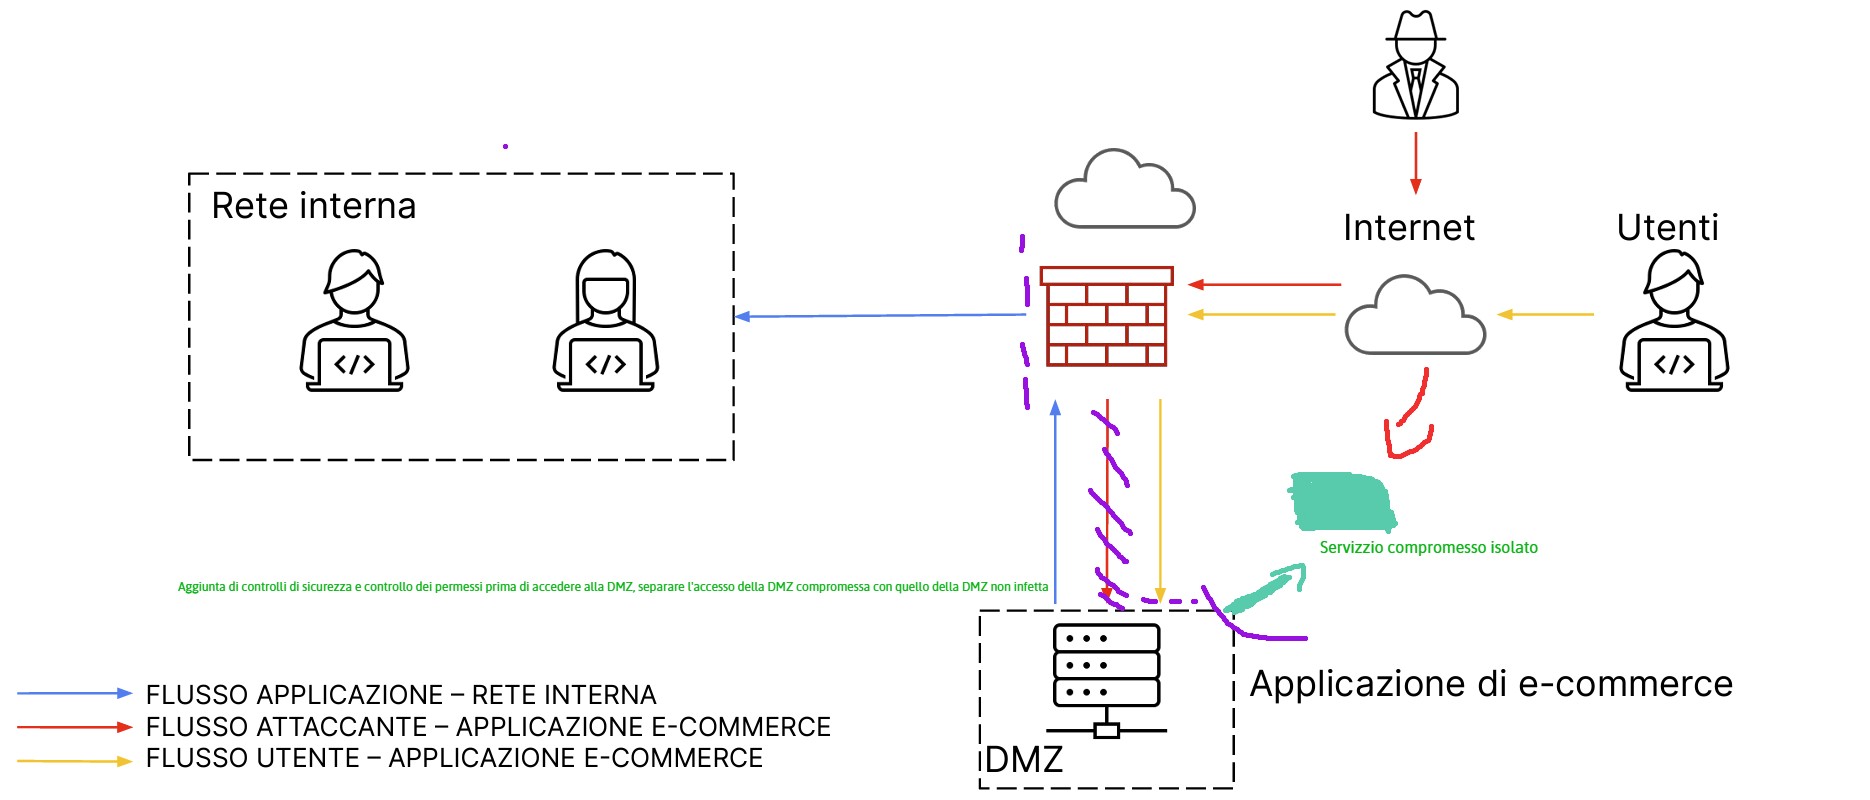 Rete interna
Internet
Utenti
</>
</>
</>
Servizzio compromesso isolato
Aggiunta di controlli di sicurezza e controllo dei permessi prima di accedere alla DMZ, separare l'accesso della DMZ compromessa con quello della DMZ non infetta
Applicazione di e-commerce
DMZ
FLUSSO APPLICAZIONE – RETE INTERNA
FLUSSO ATTACCANTE – APPLICAZIONE E-COMMERCE
FLUSSO UTENTE – APPLICAZIONE E-COMMERCE